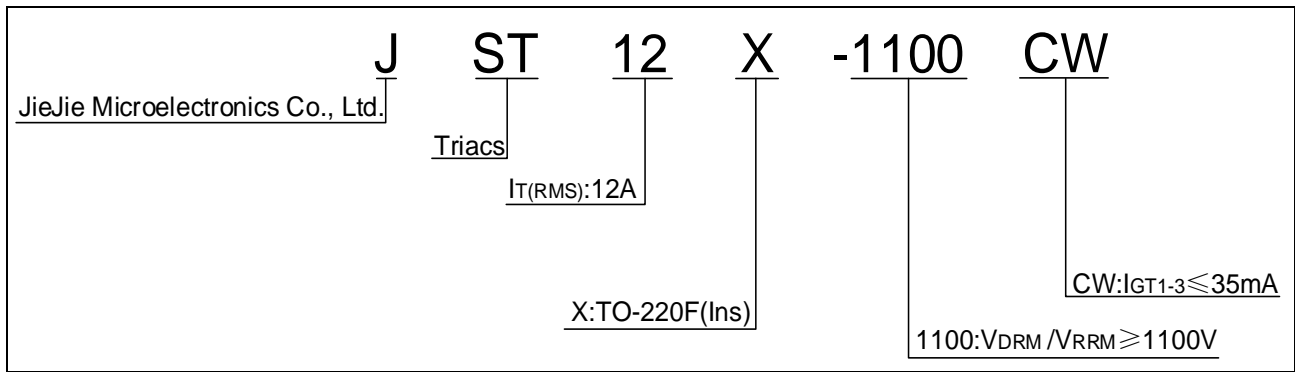 J ST 12 X -1100 CW
JieJie Microelectronics Co., Ltd.
Triacs
IT(RMS):12A
CW:IGT1-3≤35mA
X:TO-220F(Ins)
1100:VDRM /VRRM≥1100V